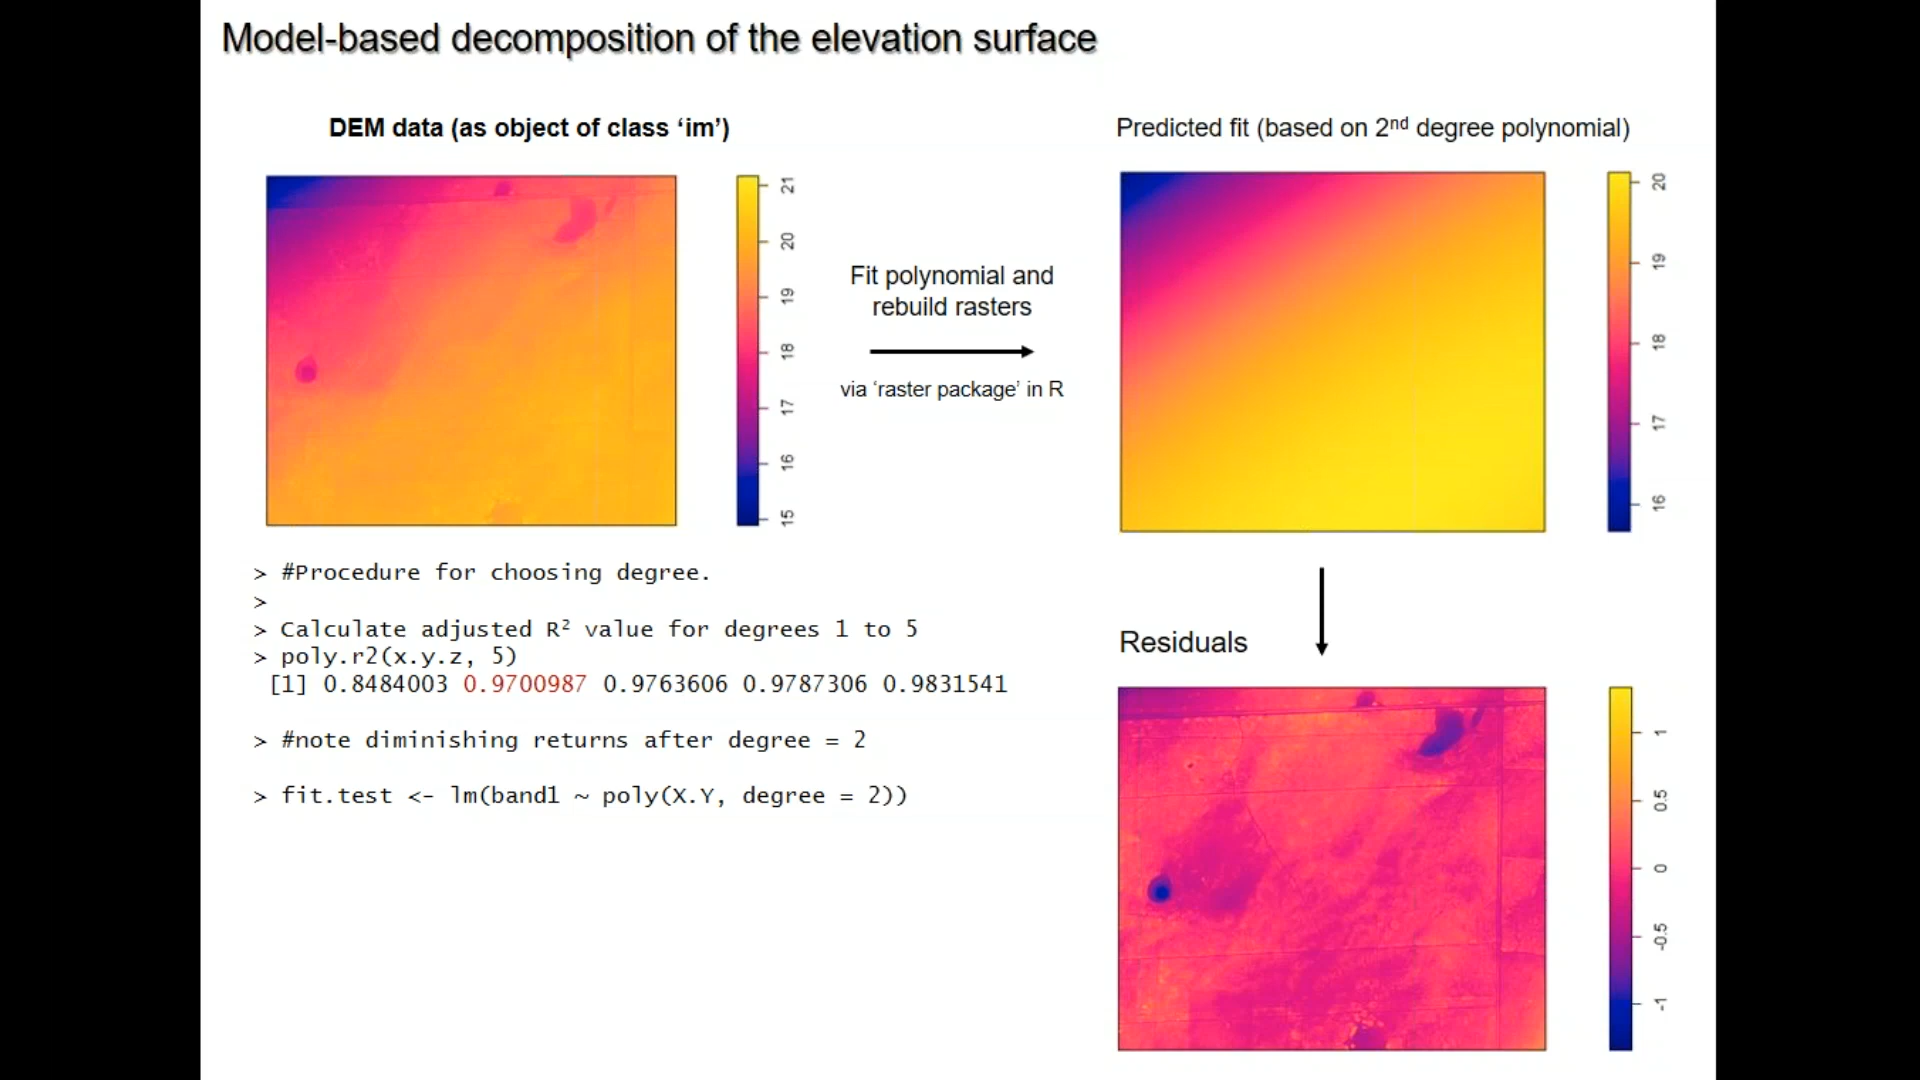 Model-based decomposition of the elevation surface
DEM data (as object of class ‘im’)
21
20
19
18
17
16
15
Fit polynomial and
rebuild rasters
via ‘raster package’ in R
Predicted fit (based on 2nd degree polynomial)
20
19
18
17
16
> #Procedure for choosing degree.
>
> Calculate adjusted R² value for degrees 1 to 5
> poly.r2(x.y.z, 5)
[1] 0.8484003 0.9700987 0.9763606 0.9787306 0.9831541
> #note diminishing returns after degree = 2
> fit.test <- lm(band1 ~ poly(X.Y, degree = 2))
Residuals
1
0.5
0
-0.5
-1